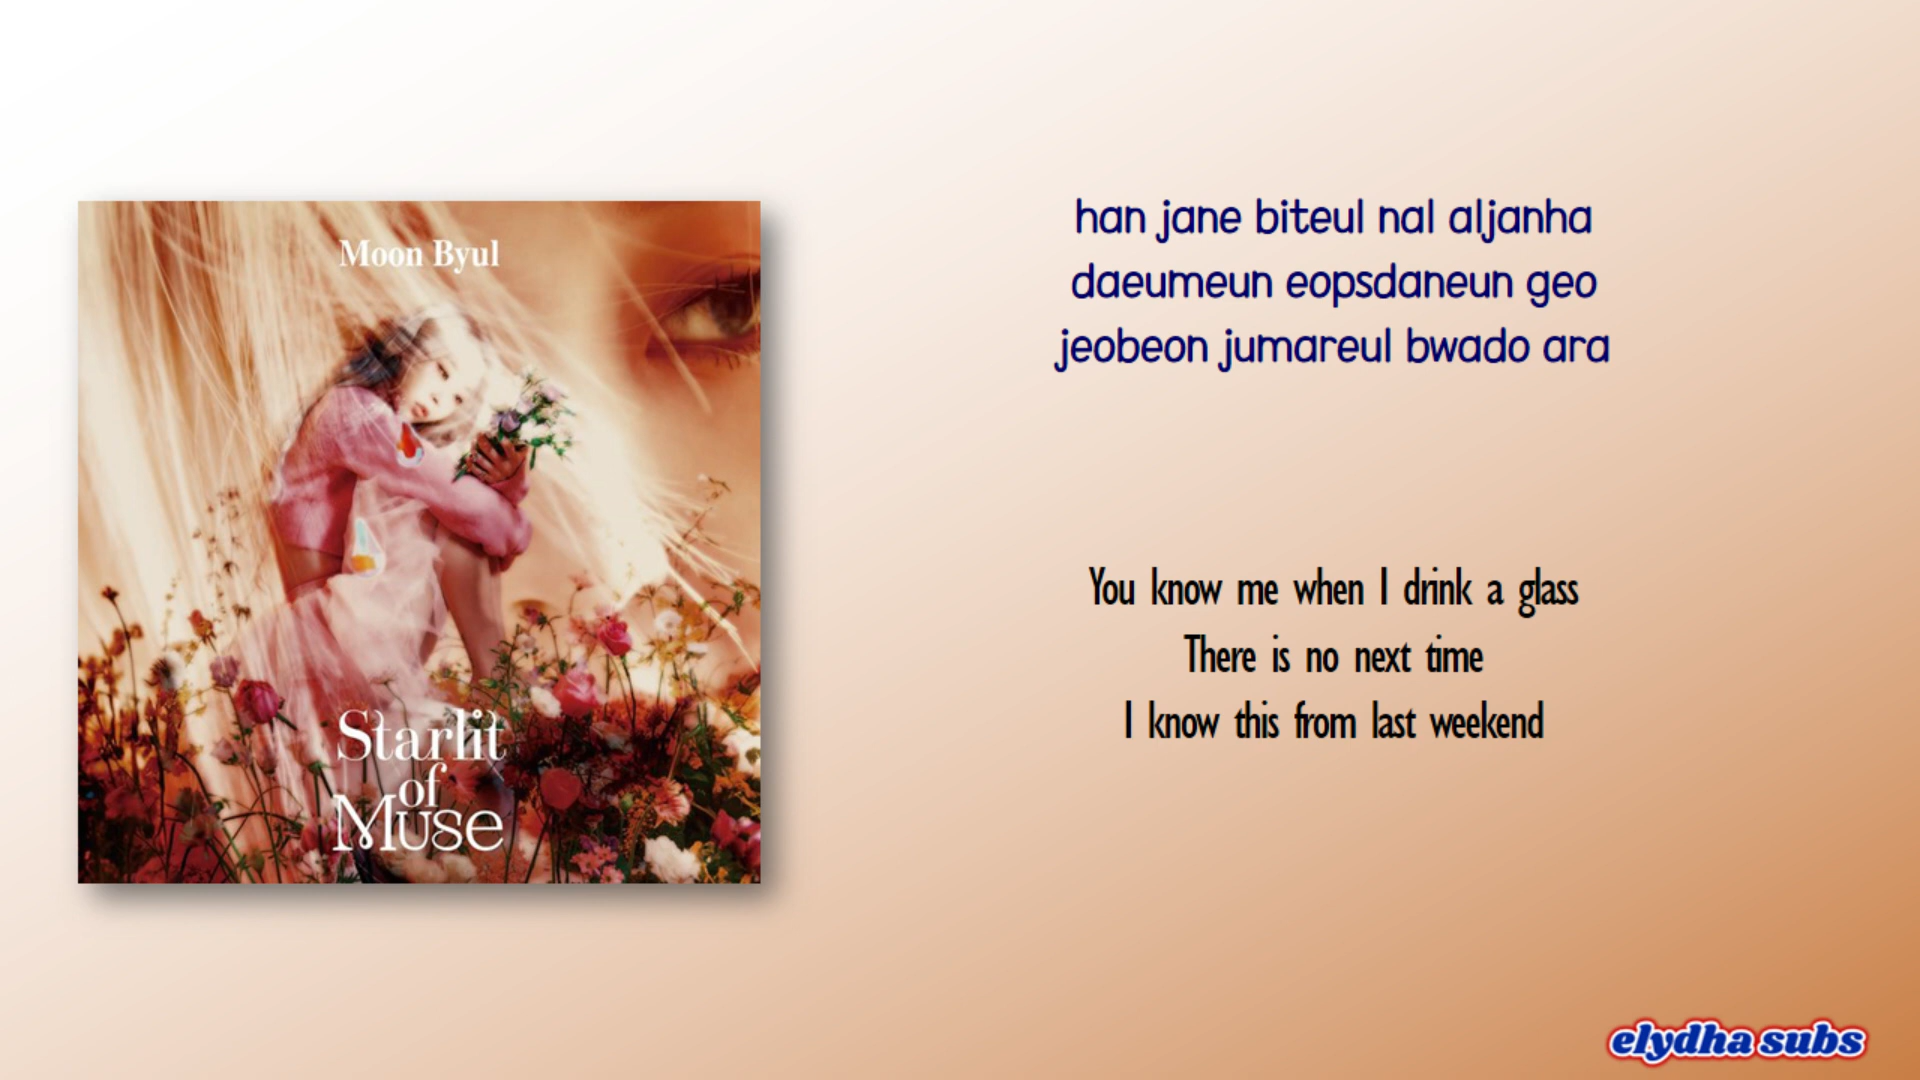 Moon Byul
Starlit
of
Muse
han jane biteul nal aljanha
daeumeun eopsdaneun geo
jeobeon jumareul bwado ara
You know me when I drink a glass
There is no next time
I know this from last weekend
elydha subs